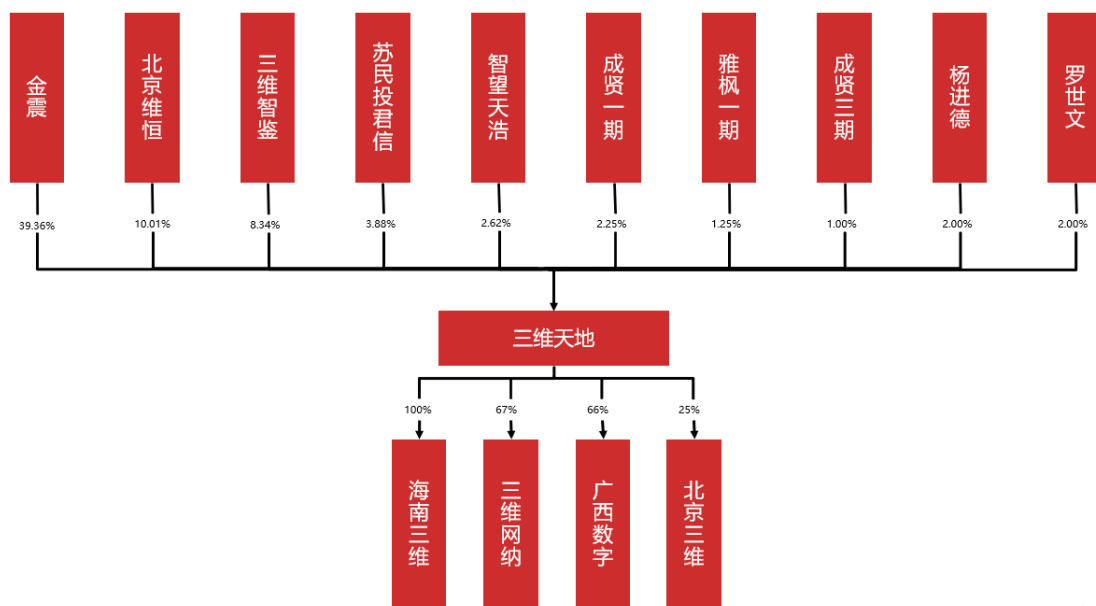 金震
北京维恒
三维智鉴
苏民投君信
智望天浩
成贤一期
雅枫一期
成贤三期
杨进德
罗世文
39.36%
10.01%
8.34%
3.88%
2.62%
2.25%
1.25%
1.00%
2.00%
2.00%
三维天地
100%
67%
66%
25%
海南三维
三维网纳
广西数字
北京三维